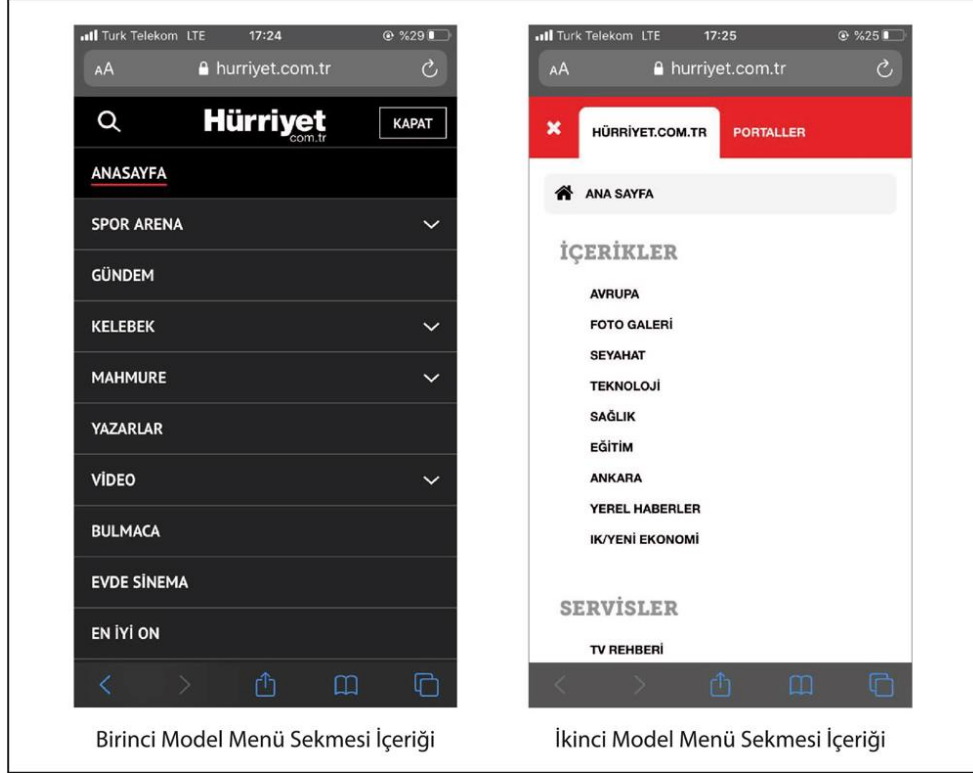 Turk Telekom LTE 17:24 %29
AA hurriyet.com.tr
Hürriyet
com.tr
KAPAT
ANASAYFA
SPOR ARENA
GÜNDEM
KELEBEK
MAHMURE
YAZARLAR
VİDEO
BULMACA
EVDE SİNEMA
EN İYİ ON
Birinci Model Menü Sekmesi İçeriği
Turk Telekom LTE 17:25 %25
AA hurriyet.com.tr
HÜRRİYET.COM.TR PORTALLER
ANA SAYFA
İÇERİKLER
AVRUPA
FOTO GALERİ
SEYAHAT
TEKNOLOJİ
SAĞLIK
EĞİTİM
ANKARA
YEREL HABERLER
IK/YENİ EKONOMİ
SERVİSLER
TV REHBERİ
İkinci Model Menü Sekmesi İçeriği